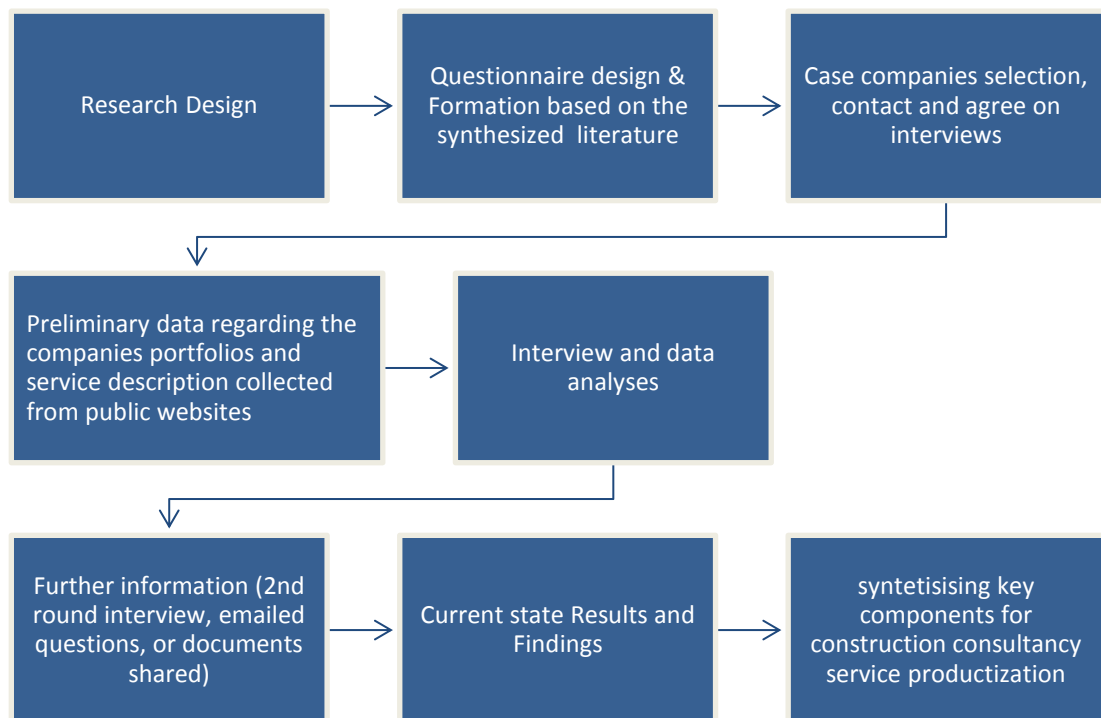 Research Design
Questionnaire design &
Formation based on the
synthesized literature
Case companies selection,
contact and agree on
interviews
Preliminary data regarding the
companies portfolios and
service description collected
from public websites
Interview and data
analyses
Further information (2nd
round interview, emailed
questions, or documents
shared)
Current state Results and
Findings
syntetisising key
components for
construction consultancy
service productization